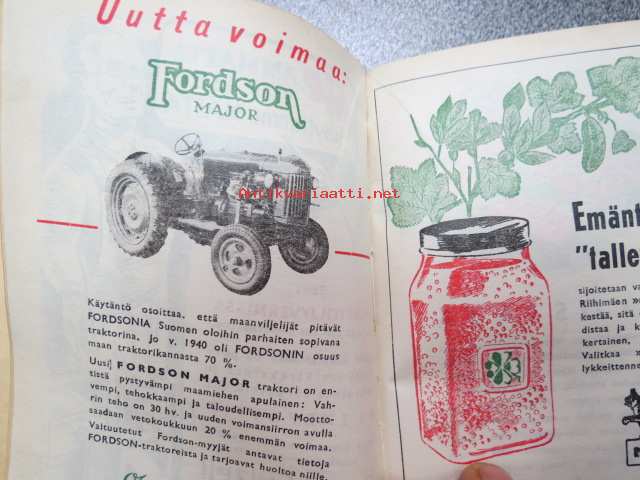 Uutta voimaa:
Fordson
MAJOR
Antikvariaatti.net
Käytäntö osoittaa, että maanviljelijät pitävät
FORDSONIA Suomen oloihin parhaiten sopivana
traktorina. Jo v. 1940 oli FORDSONIN osuus
maan traktorikannasta 70 %.
Uusi FORDSON MAJOR traktori on en-
tistä pystyvämpi maamiehen apulainen: Vah-
vempi, tehokkaampi ja taloudellisempi. Mootto-
rin teho on 30 hv. ja uuden voimansiirron avulla
saadaan vetokoukkuun 20 % enemmän voimaa.
Valtuutetut Fordson-myyjät antavat tietoja
FORDSON-traktoreista ja tarjoavat huoltoa niille.
Emänt
"talle
sijoitetaan va
Riihimäen »
kestää, sitä
distaa ja k
kertainen,
Valitkaa »
lykkeittenne